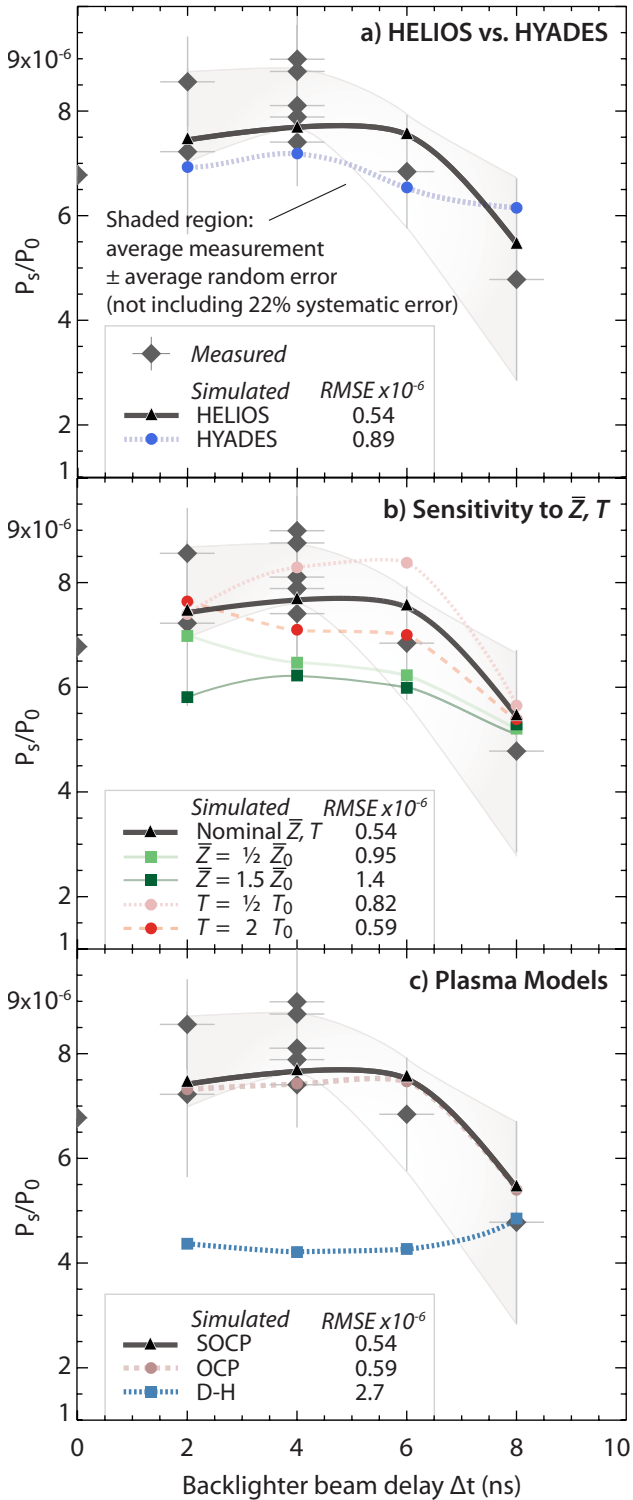 a) HELIOS vs. HYADES
9x10⁻⁶
8
6
4
2
1
Pₛ/P₀
Shaded region:
average measurement
± average random error
(not including 22% systematic error)
Measured
Simulated RMSE x10⁻⁶
HELIOS 0.54
HYADES 0.89
b) Sensitivity to Z̅, T
9x10⁻⁶
8
6
4
2
1
Pₛ/P₀
Simulated RMSE x10⁻⁶
Nominal Z̅, T 0.54
Z̅ = ½ Z̅₀ 0.95
Z̅ = 1.5 Z̅₀ 1.4
T = ½ T₀ 0.82
T = 2 T₀ 0.59
c) Plasma Models
9x10⁻⁶
8
6
4
2
1
Pₛ/P₀
Simulated RMSE x10⁻⁶
SOCP 0.54
OCP 0.59
D-H 2.7
0 2 4 6 8 10
Backlighter beam delay Δt (ns)